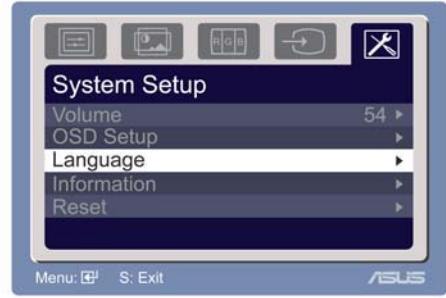 R G B
System Setup
Volume 54
OSD Setup
Language
Information
Reset
Menu: S: Exit
ASUS